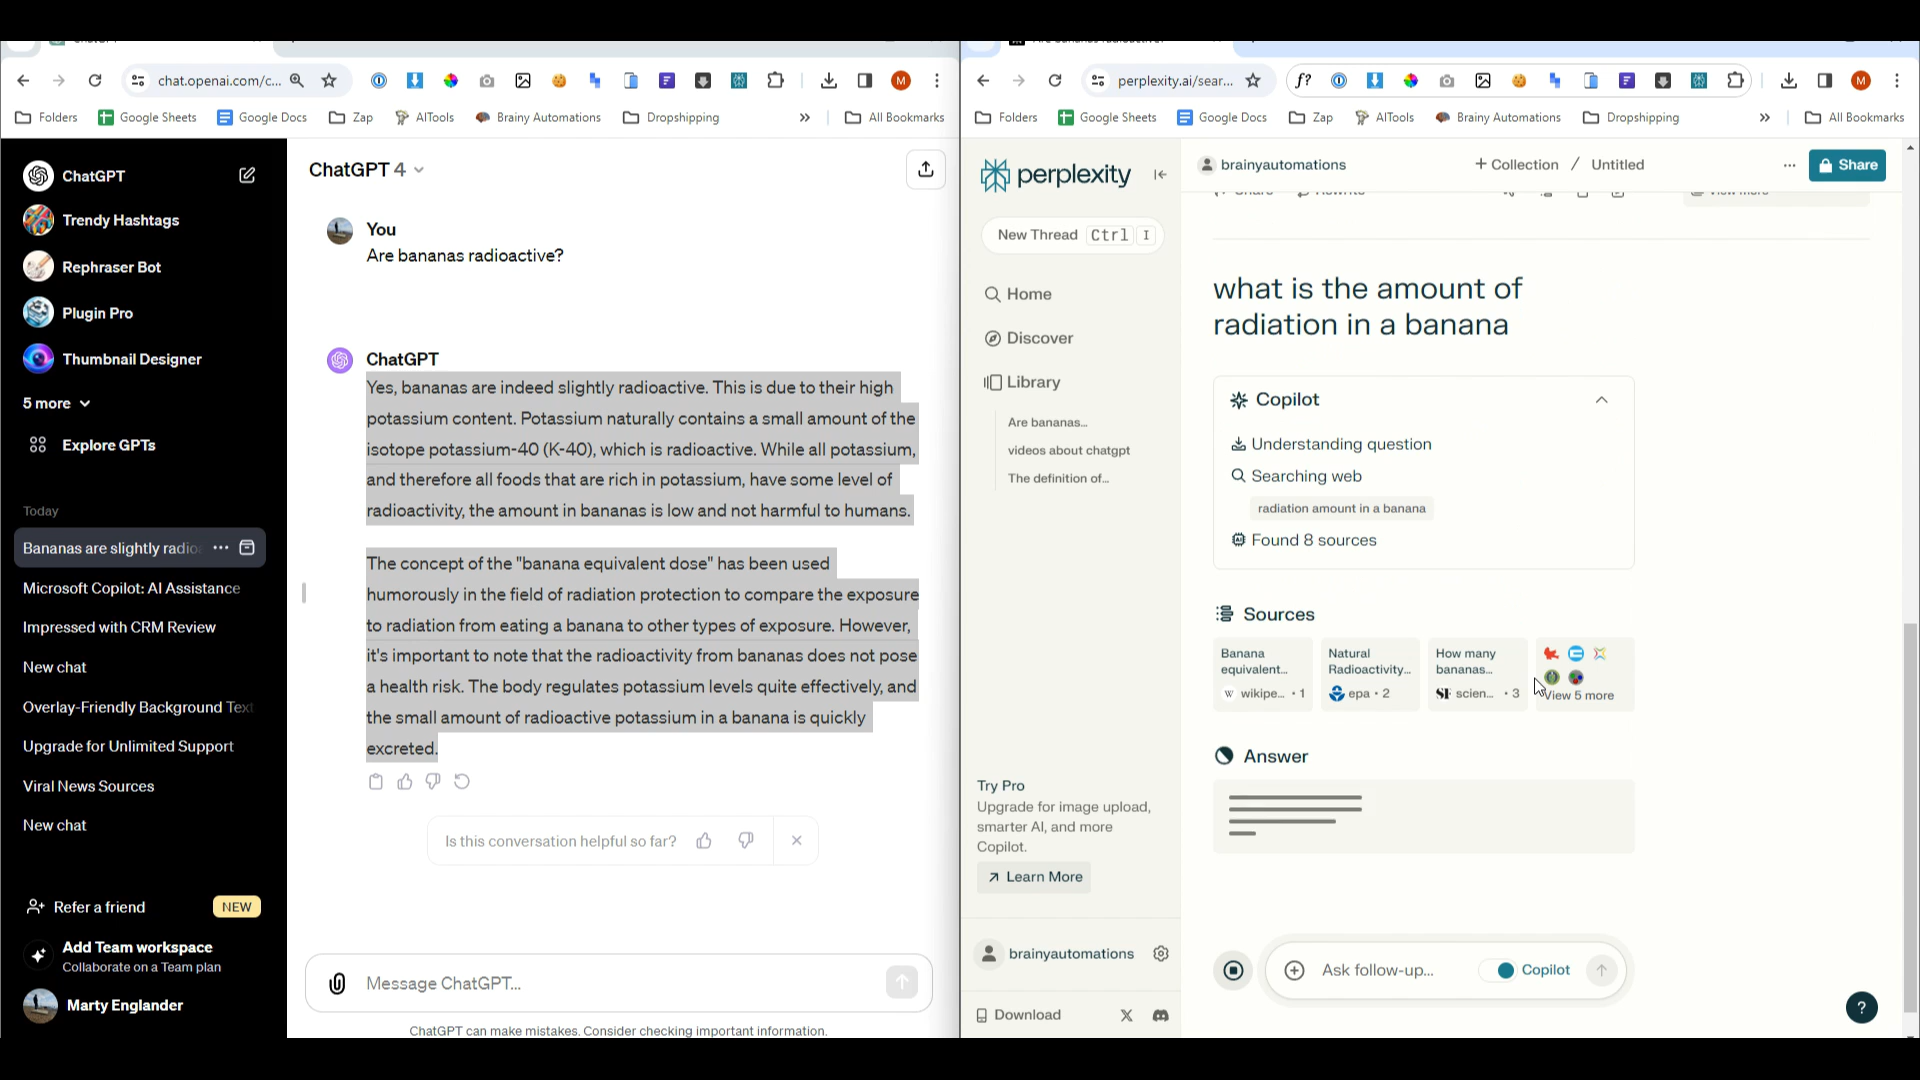 chat.openai.com/c...
M
Folders
Google Sheets
Google Docs
Zap
AITools
Brainy Automations
Dropshipping
»
All Bookmarks
ChatGPT
Trendy Hashtags
Rephraser Bot
Plugin Pro
Thumbnail Designer
5 more
Explore GPTs
Today
Bananas are slightly radio
Microsoft Copilot: AI Assistance
Impressed with CRM Review
New chat
Overlay-Friendly Background Text
Upgrade for Unlimited Support
Viral News Sources
New chat
Refer a friend
NEW
Add Team workspace
Collaborate on a Team plan
Marty Englander
ChatGPT 4
You
Are bananas radioactive?
ChatGPT
Yes, bananas are indeed slightly radioactive. This is due to their high
potassium content. Potassium naturally contains a small amount of the
isotope potassium-40 (K-40), which is radioactive. While all potassium,
and therefore all foods that are rich in potassium, have some level of
radioactivity, the amount in bananas is low and not harmful to humans.
The concept of the "banana equivalent dose" has been used
humorously in the field of radiation protection to compare the exposure
to radiation from eating a banana to other types of exposure. However,
it's important to note that the radioactivity from bananas does not pose
a health risk. The body regulates potassium levels quite effectively, and
the small amount of radioactive potassium in a banana is quickly
excreted.
Is this conversation helpful so far?
Message ChatGPT...
ChatGPT can make mistakes. Consider checking important information.
perplexity.ai/sear...
f?
M
Folders
Google Sheets
Google Docs
Zap
AITools
Brainy Automations
Dropshipping
»
All Bookmarks
perplexity
New Thread Ctrl I
Home
Discover
Library
Are bananas...
videos about chatgpt
The definition of...
Try Pro
Upgrade for image upload,
smarter AI, and more
Copilot.
Learn More
brainyautomations
Download
brainyautomations
+ Collection / Untitled
Share
what is the amount of
radiation in a banana
Copilot
Understanding question
Searching web
radiation amount in a banana
Found 8 sources
Sources
Banana
equivalent...
W wikipe... • 1
Natural
Radioactivity...
epa • 2
How many
bananas...
SF scien... • 3
View 5 more
Answer
Ask follow-up...
Copilot
?